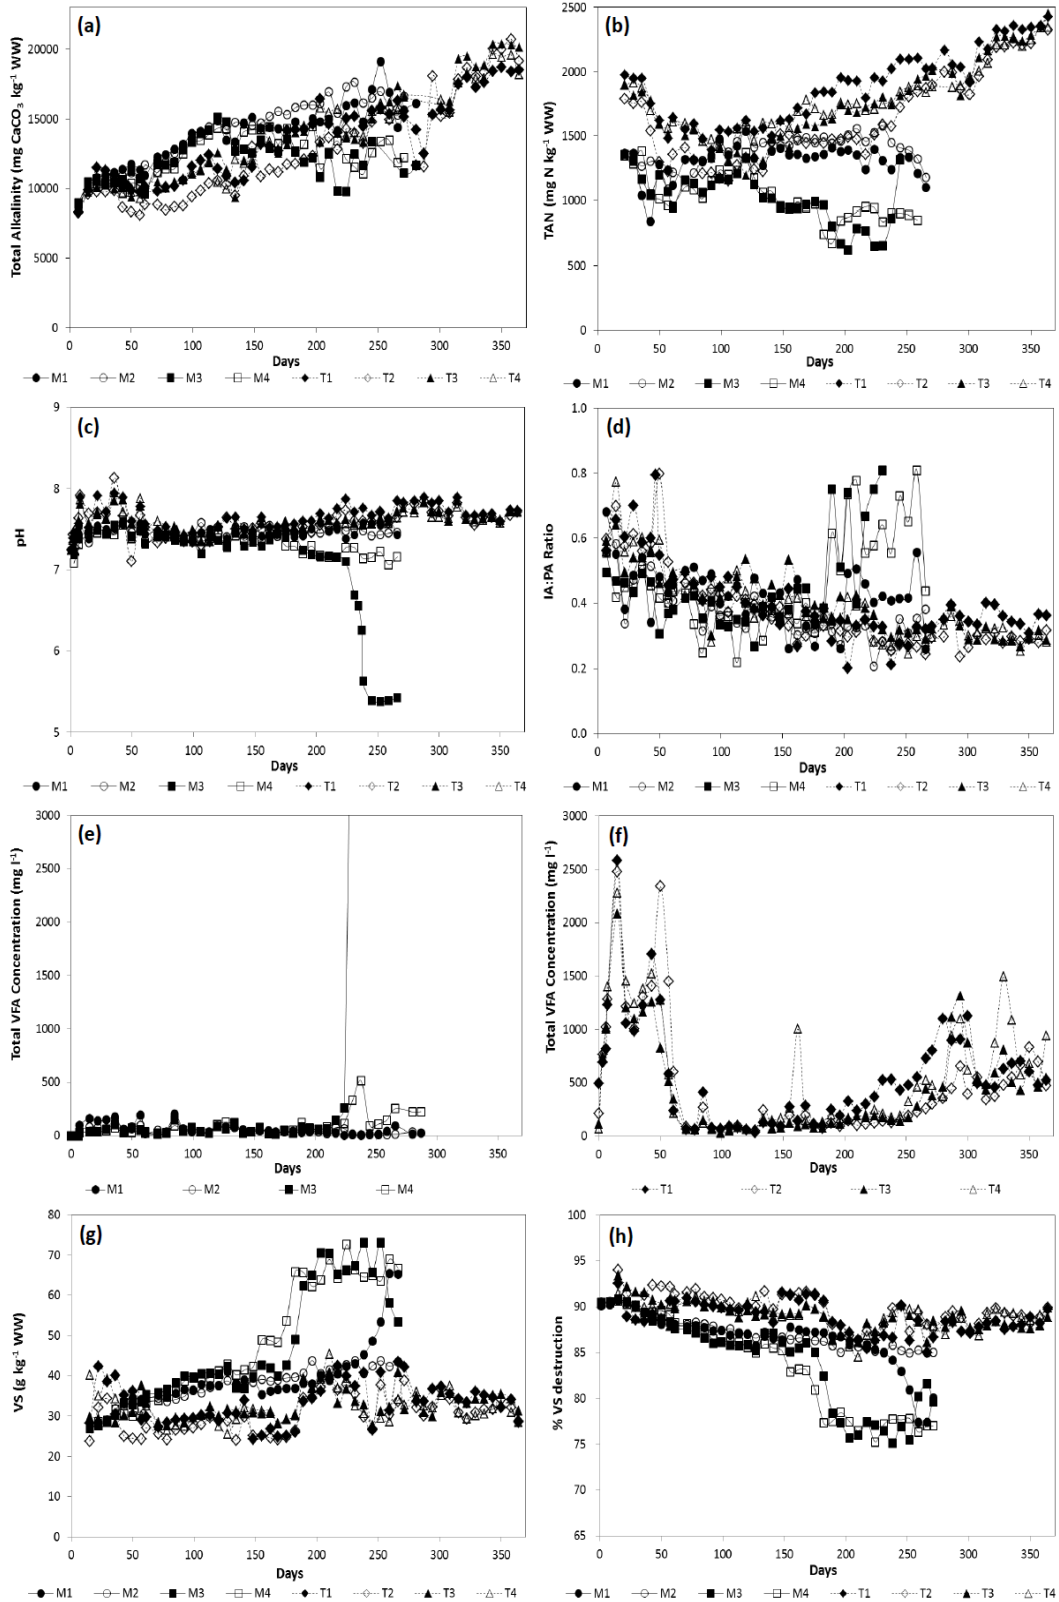 (a)
Total Alkalinity (mg CaCO₃ kg⁻¹ WW)
20000
15000
10000
5000
0
0 50 100 150 200 250 300 350
Days
M1 M2 M3 M4 T1 T2 T3 T4
(b)
TAN (mg N kg⁻¹ WW)
2500
2000
1500
1000
500
0
0 50 100 150 200 250 300 350
Days
M1 M2 M3 M4 T1 T2 T3 T4
(c)
pH
9
8
7
6
5
0 50 100 150 200 250 300 350
Days
M1 M2 M3 M4 T1 T2 T3 T4
(d)
IA:PA Ratio
1.0
0.8
0.6
0.4
0.2
0.0
0 50 100 150 200 250 300 350
Days
M1 M2 M3 M4 T1 T2 T3 T4
(e)
Total VFA Concentration (mg l⁻¹)
3000
2500
2000
1500
1000
500
0
0 50 100 150 200 250 300 350
Days
M1 M2 M3 M4
(f)
Total VFA Concentration (mg l⁻¹)
3000
2500
2000
1500
1000
500
0
0 50 100 150 200 250 300 350
Days
T1 T2 T3 T4
(g)
VS (g kg⁻¹ WW)
80
70
60
50
40
30
20
10
0
0 50 100 150 200 250 300 350
Days
M1 M2 M3 M4 T1 T2 T3 T4
(h)
% VS destruction
100
95
90
85
80
75
70
65
0 50 100 150 200 250 300 350
Days
M1 M2 M3 M4 T1 T2 T3 T4